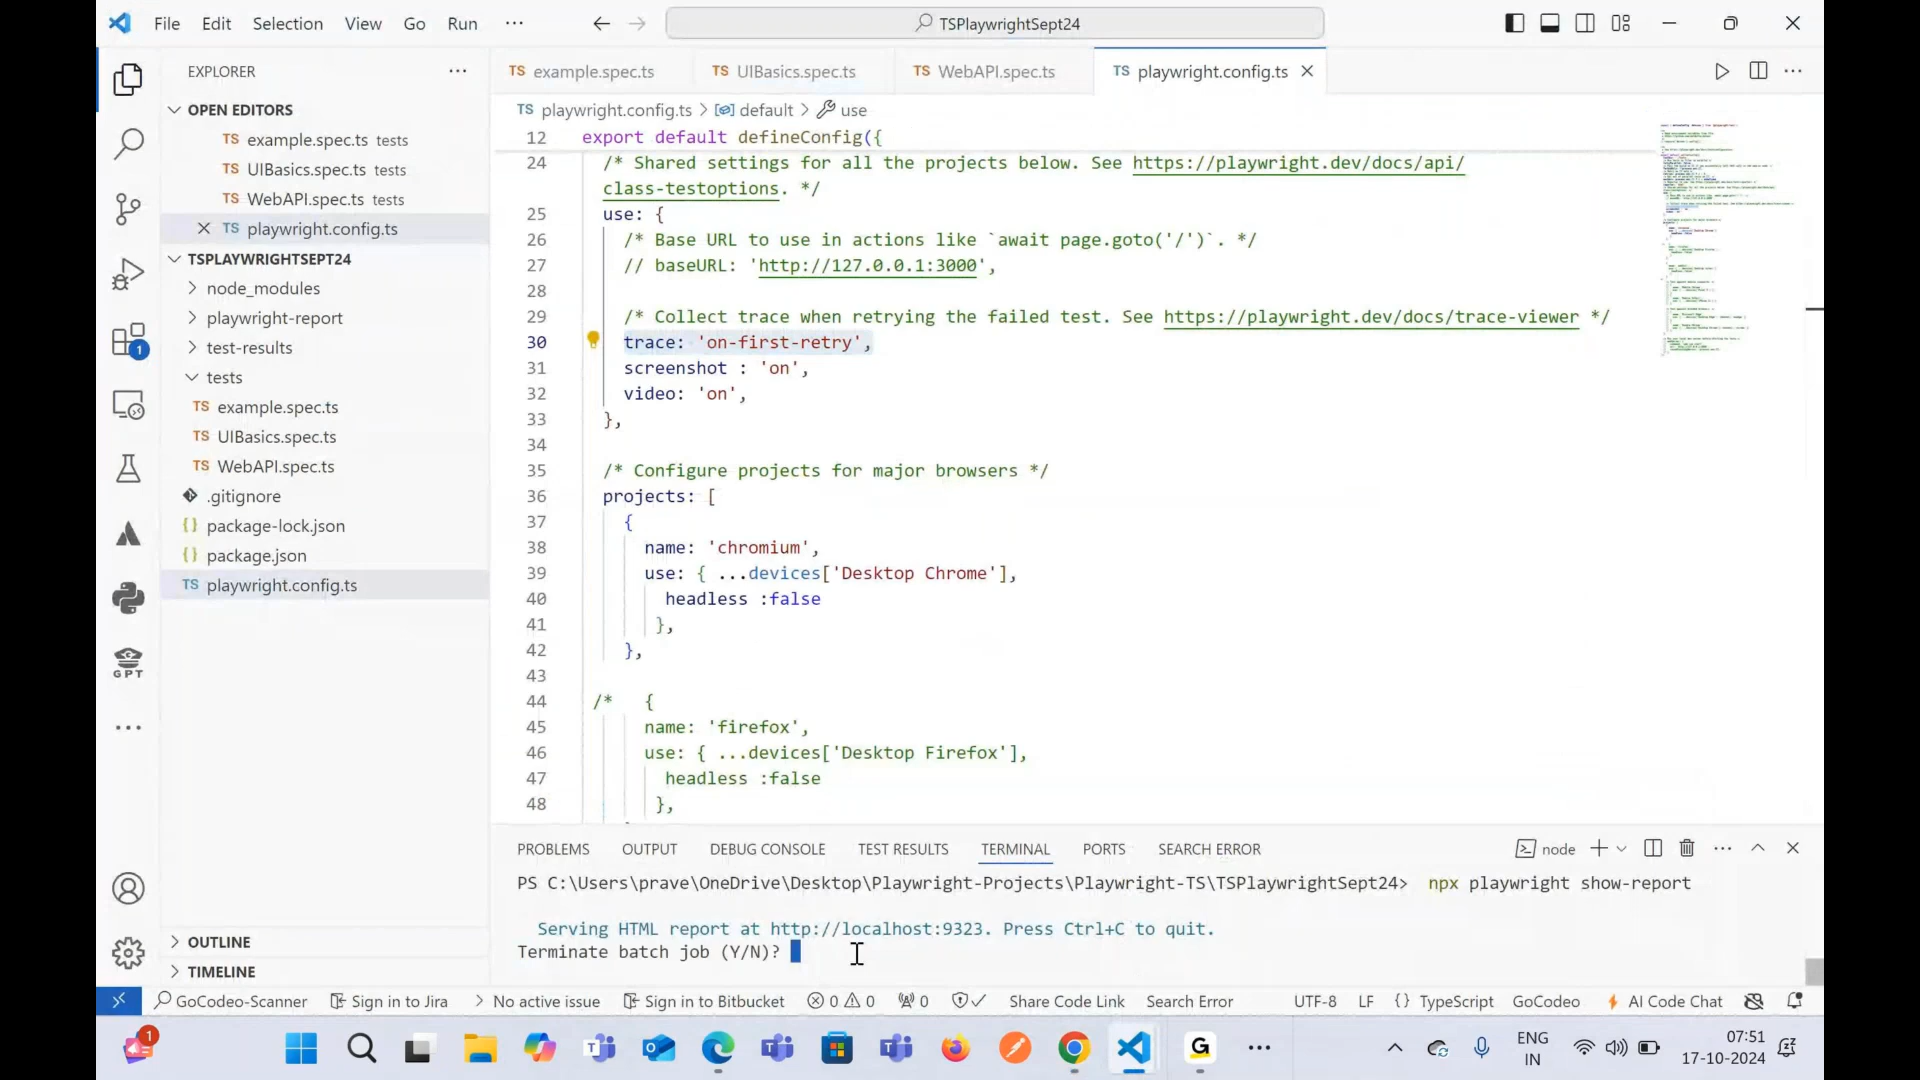 File Edit Selection View Go Run ···
TSPlaywrightSept24
EXPLORER
OPEN EDITORS
TS example.spec.ts tests
TS UIBasics.spec.ts tests
TS WebAPI.spec.ts tests
TS playwright.config.ts
TSPLAYWRIGHTSEPT24
node_modules
playwright-report
test-results
tests
TS example.spec.ts
TS UIBasics.spec.ts
TS WebAPI.spec.ts
.gitignore
{} package-lock.json
{} package.json
TS playwright.config.ts
OUTLINE
TIMELINE
1
GPT
TS example.spec.ts TS UIBasics.spec.ts TS WebAPI.spec.ts TS playwright.config.ts
TS playwright.config.ts > default > use
12 export default defineConfig({
24 /* Shared settings for all the projects below. See https://playwright.dev/docs/api/
class-testoptions. */
25 use: {
26 /* Base URL to use in actions like `await page.goto('/')`. */
27 // baseURL: 'http://127.0.0.1:3000',
28
29 /* Collect trace when retrying the failed test. See https://playwright.dev/docs/trace-viewer */
30 trace: 'on-first-retry',
31 screenshot : 'on',
32 video: 'on',
33 },
34
35 /* Configure projects for major browsers */
36 projects: [
37 {
38 name: 'chromium',
39 use: { ...devices['Desktop Chrome'],
40 headless :false
41 },
42 },
43
44 /* {
45 name: 'firefox',
46 use: { ...devices['Desktop Firefox'],
47 headless :false
48 },
PROBLEMS OUTPUT DEBUG CONSOLE TEST RESULTS TERMINAL PORTS SEARCH ERROR node
PS C:\Users\prave\OneDrive\Desktop\Playwright-Projects\Playwright-TS\TSPlaywrightSept24> npx playwright show-report
Serving HTML report at http://localhost:9323. Press Ctrl+C to quit.
Terminate batch job (Y/N)?
GoCodeo-Scanner Sign in to Jira No active issue Sign in to Bitbucket 0 0 0 Share Code Link Search Error UTF-8 LF {} TypeScript GoCodeo AI Code Chat
1
ENG
IN
07:51
17-10-2024